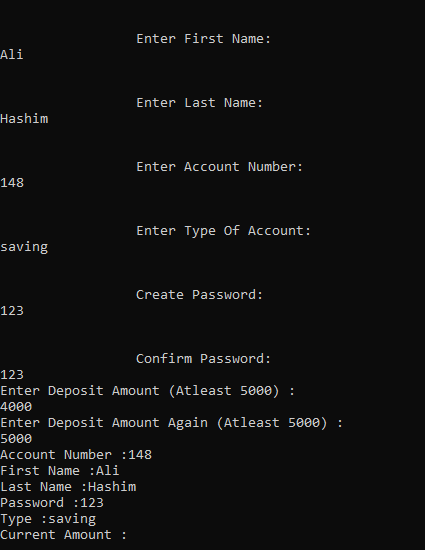 Enter First Name:
Ali
Enter Last Name:
Hashim
Enter Account Number:
148
Enter Type Of Account:
saving
Create Password:
123
Confirm Password:
123
Enter Deposit Amount (Atleast 5000) :
4000
Enter Deposit Amount Again (Atleast 5000) :
5000
Account Number :148
First Name :Ali
Last Name :Hashim
Password :123
Type :saving
Current Amount :